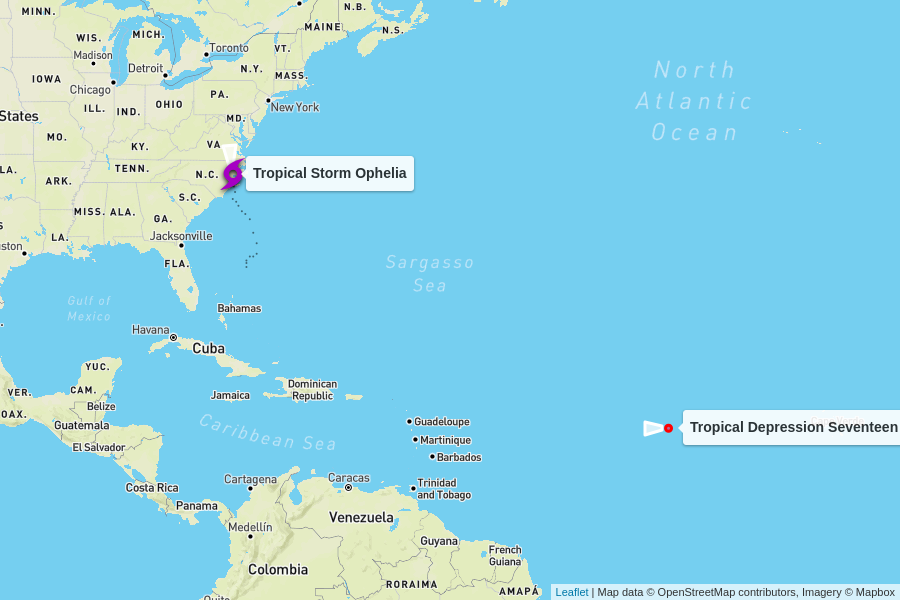 MINN.
N.B.
WIS.
MICH.
MAINE
N.S.
Madison
Toronto
VT.
Detroit
N.Y.
MASS.
IOWA
Chicago
PA.
New York
ILL.
IND.
OHIO
States
MD.
MO.
KY.
VA
TENN.
N.C.
Tropical Storm Ophelia
ARK.
S.C.
MISS.
ALA.
GA.
LA.
Jacksonville
FLA.
North
Atlantic
Ocean
Sargasso
Sea
Gulf of
Mexico
Bahamas
Havana
Cuba
YUC.
CAM.
VER.
Belize
OAX.
Guatemala
El Salvador
Jamaica
Dominican
Republic
Caribbean Sea
Guadeloupe
Martinique
Barbados
Tropical Depression Seventeen
Costa Rica
Panama
Cartagena
Caracas
Trinidad
and Tobago
Medellín
Venezuela
Guyana
French
Guiana
Colombia
RORAIMA
AMAPÁ
Leaflet | Map data © OpenStreetMap contributors, Imagery © Mapbox